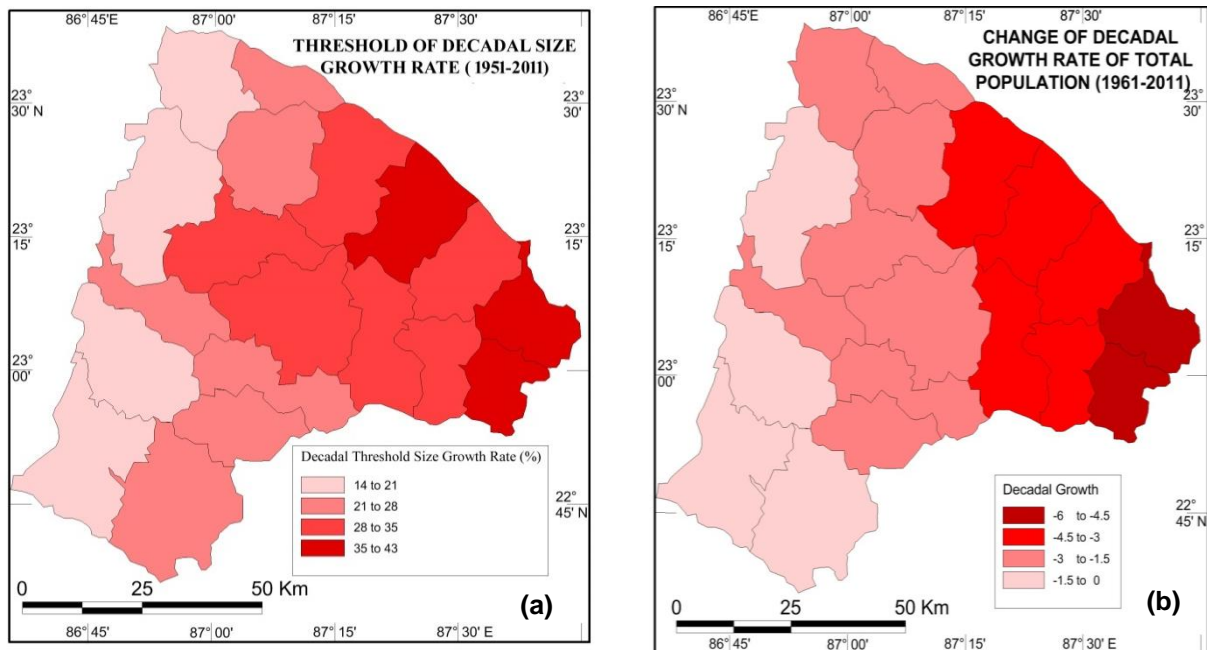 86° 45'E 87° 00' 87° 15' 87° 30'
THRESHOLD OF DECADAL SIZE
GROWTH RATE ( 1951-2011)
23°
30' N
23°
30'
23°
15'
23°
15'
23°
00'
23°
00'
Decadal Threshold Size Growth Rate (%)
14 to 21
21 to 28
28 to 35
35 to 43
22°
45' N
0 25 50 Km
(a)
86° 45' 87° 00' 87° 15' 87° 30' E
86° 45'E 87° 00' 87° 15' 87° 30'
CHANGE OF DECADAL
GROWTH RATE OF TOTAL
POPULATION (1961-2011)
23°
30' N
23°
30'
23°
15'
23°
15'
23°
00'
23°
00'
Decadal Growth
-6 to -4.5
-4.5 to -3
-3 to -1.5
-1.5 to 0
22°
45' N
0 25 50 Km
(b)
86° 45' 87° 00' 87° 15' 87° 30' E